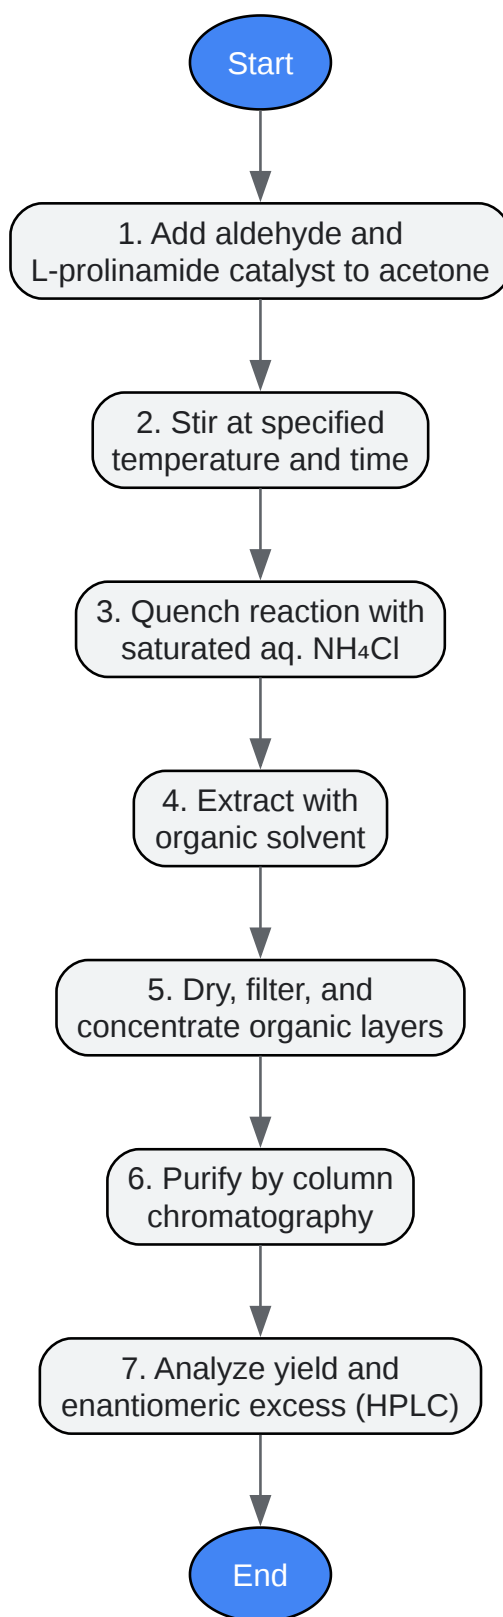 Start
1. Add aldehyde and
L-prolinamide catalyst to acetone
2. Stir at specified
temperature and time
3. Quench reaction with
saturated aq. NH₄Cl
4. Extract with
organic solvent
5. Dry, filter, and
concentrate organic layers
6. Purify by column
chromatography
7. Analyze yield and
enantiomeric excess (HPLC)
End